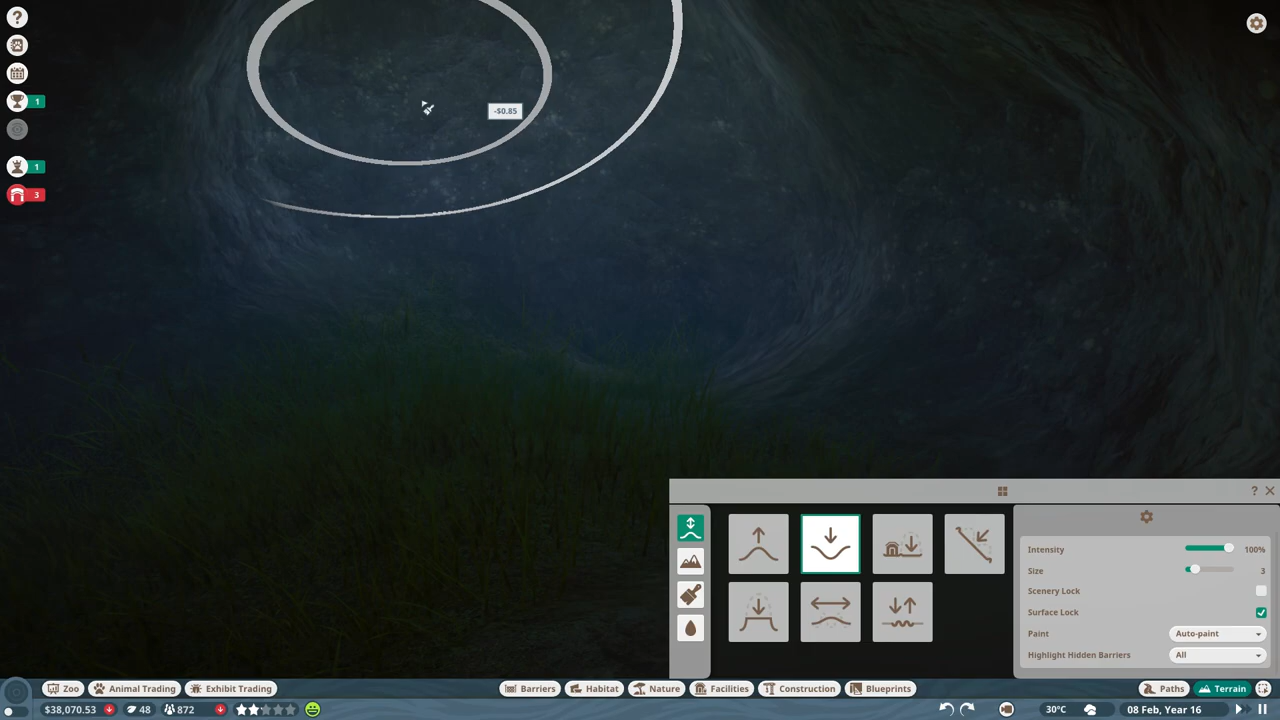 ?
1
1
3
-$0.85
?
Intensity 100%
Size 3
Scenery Lock
Surface Lock
Paint Auto-paint
Highlight Hidden Barriers All
Zoo Animal Trading Exhibit Trading Barriers Habitat Nature Facilities Construction Blueprints Paths Terrain
$38,070.53 48 872 30°C 08 Feb, Year 16